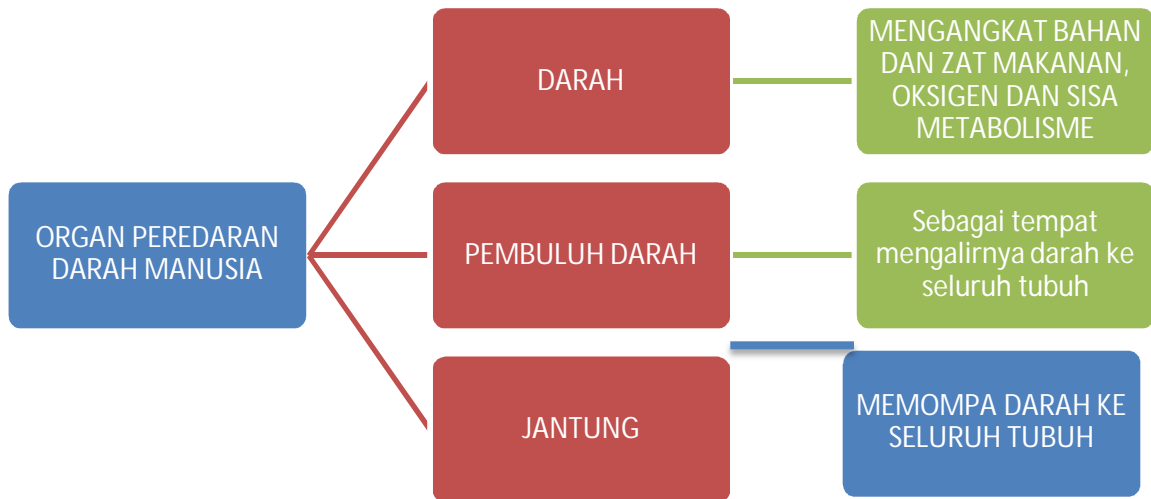 ORGAN PEREDARAN
DARAH MANUSIA
DARAH
MENGANGKAT BAHAN
DAN ZAT MAKANAN,
OKSIGEN DAN SISA
METABOLISME
PEMBULUH DARAH
Sebagai tempat
mengalirnya darah ke
seluruh tubuh
JANTUNG
MEMOMPA DARAH KE
SELURUH TUBUH